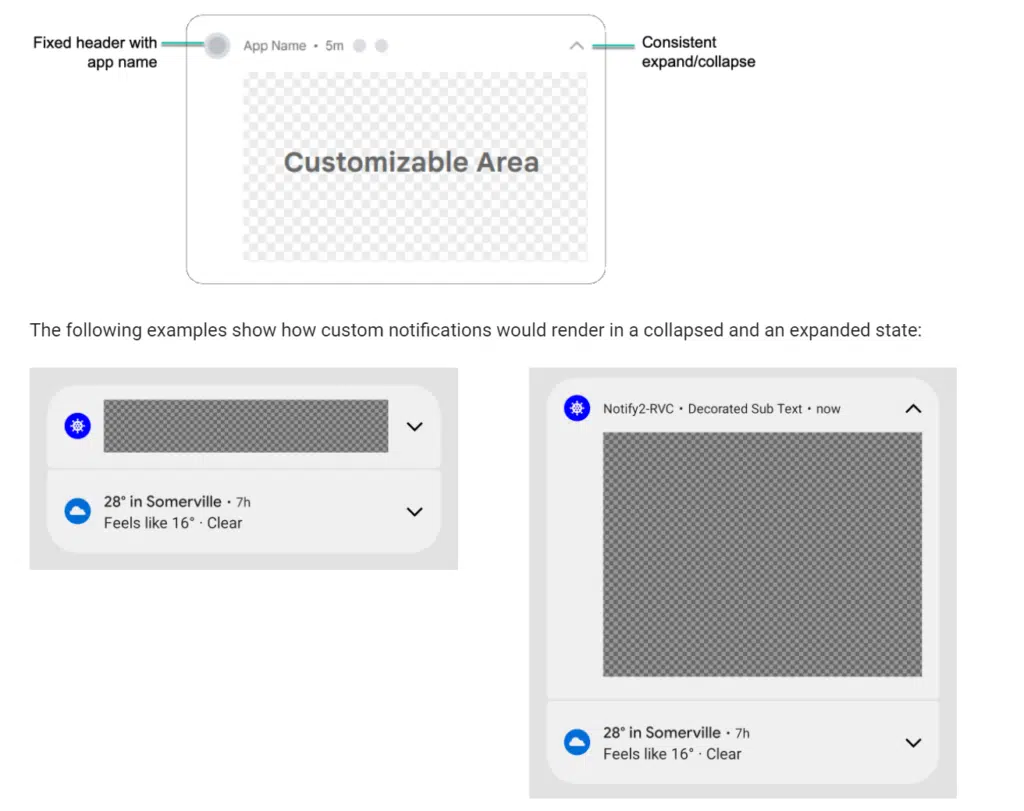 Fixed header with
app name
App Name • 5m
Consistent
expand/collapse
Customizable Area
The following examples show how custom notifications would render in a collapsed and an expanded state:
28° in Somerville • 7h
Feels like 16° · Clear
Notify2-RVC • Decorated Sub Text • now
28° in Somerville • 7h
Feels like 16° · Clear